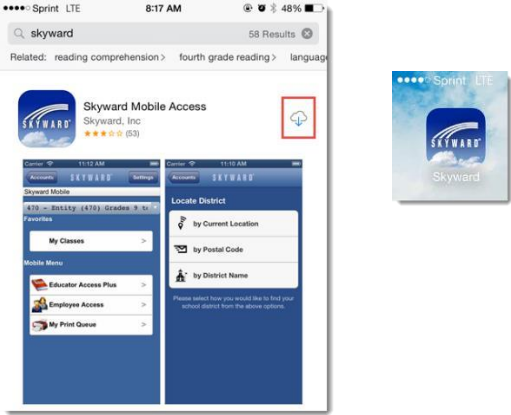 Sprint LTE 8:17 AM 48%
skyward 58 Results
Related: reading comprehension > fourth grade reading > languag
SKYWARD
Skyward Mobile Access
Skyward, Inc
(53)
Carrier 11:12 AM
Accounts SKYWARD Settings
Skyward Mobile
470 - Entity (470) Grades 9 t
Favorites
My Classes >
Mobile Menu
Educator Access Plus >
Employee Access >
My Print Queue >
Carrier 11:10 AM
Accounts SKYWARD
Locate District
by Current Location
by Postal Code
by District Name
Please select how you would like to find your
school district from the above options.
Sprint LTE
SKYWARD
Skyward